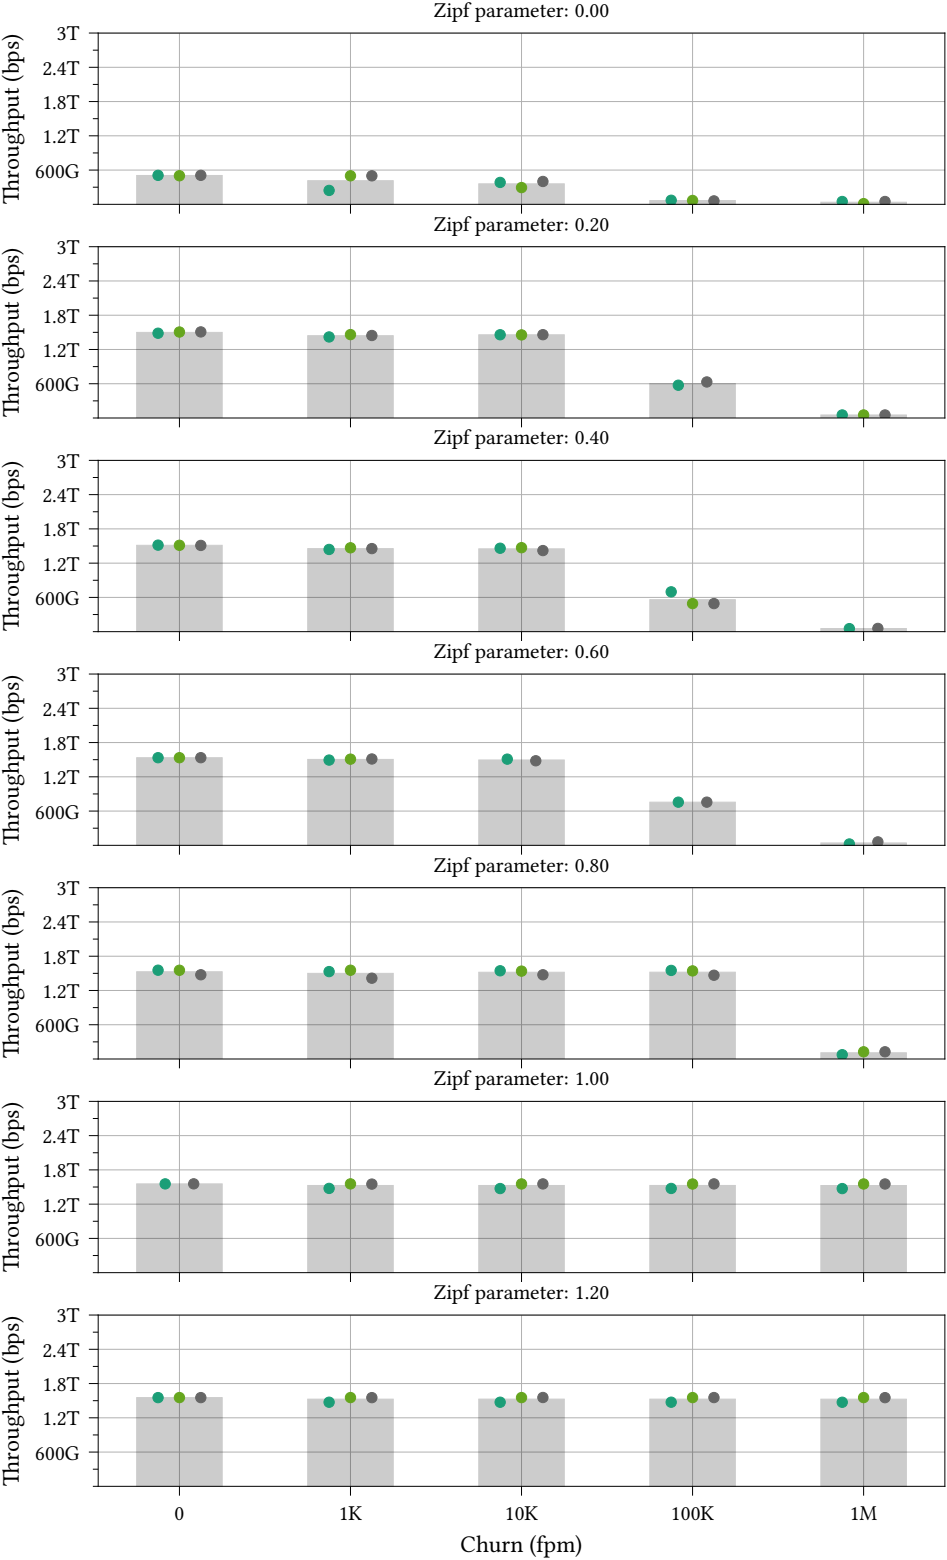 Zipf parameter: 0.00
Throughput (bps)
3T
2.4T
1.8T
1.2T
600G
Zipf parameter: 0.20
Throughput (bps)
3T
2.4T
1.8T
1.2T
600G
Zipf parameter: 0.40
Throughput (bps)
3T
2.4T
1.8T
1.2T
600G
Zipf parameter: 0.60
Throughput (bps)
3T
2.4T
1.8T
1.2T
600G
Zipf parameter: 0.80
Throughput (bps)
3T
2.4T
1.8T
1.2T
600G
Zipf parameter: 1.00
Throughput (bps)
3T
2.4T
1.8T
1.2T
600G
Zipf parameter: 1.20
Throughput (bps)
3T
2.4T
1.8T
1.2T
600G
0 1K 10K 100K 1M
Churn (fpm)